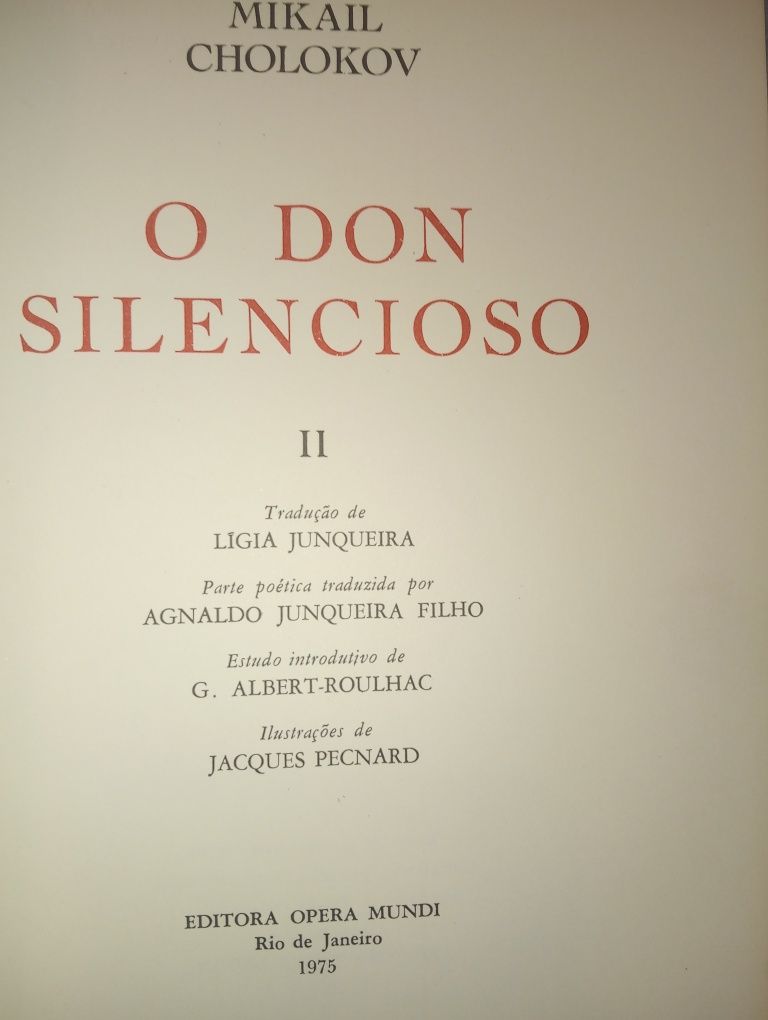 MIKAIL
CHOLOKOV
O DON
SILENCIOSO
II
Tradução de
LÍGIA JUNQUEIRA
Parte poética traduzida por
AGNALDO JUNQUEIRA FILHO
Estudo introdutivo de
G. ALBERT-ROULHAC
Ilustrações de
JACQUES PECNARD
EDITORA OPERA MUNDI
Rio de Janeiro
1975